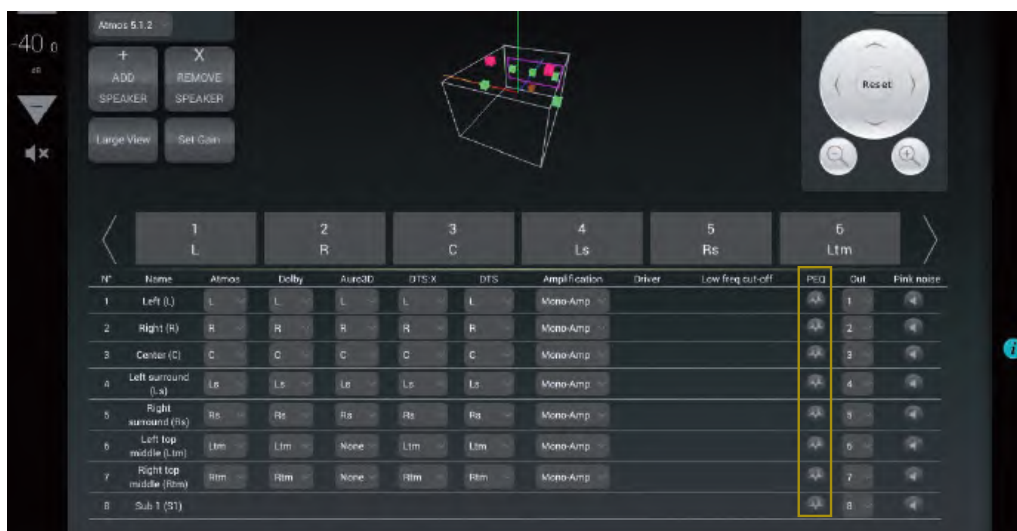 Atmos 5.1.2
-40.0
dB
+
ADD
SPEAKER
X
REMOVE
SPEAKER
Large View
Set Gain
Reset
1
L
2
R
3
C
4
Ls
5
Rs
6
Ltm
N° Name Atmos Dolby Auro3D DTS:X DTS Amplification Driver Low freq cut-off PEQ Out Pink noise
1 Left (L) L L L L L Mono-Amp 1
2 Right (R) R R R R R Mono-Amp 2
3 Center (C) C C C C C Mono-Amp 3
4 Left surround (Ls) Ls Ls Ls Ls Ls Mono-Amp 4
5 Right surround (Rs) Rs Rs Rs Rs Rs Mono-Amp 5
6 Left top middle (Ltm) Ltm Ltm None Ltm Ltm Mono-Amp 6
7 Right top middle (Rtm) Rtm Rtm None Rtm Rtm Mono-Amp 7
8 Sub 1 (S1) 8
i